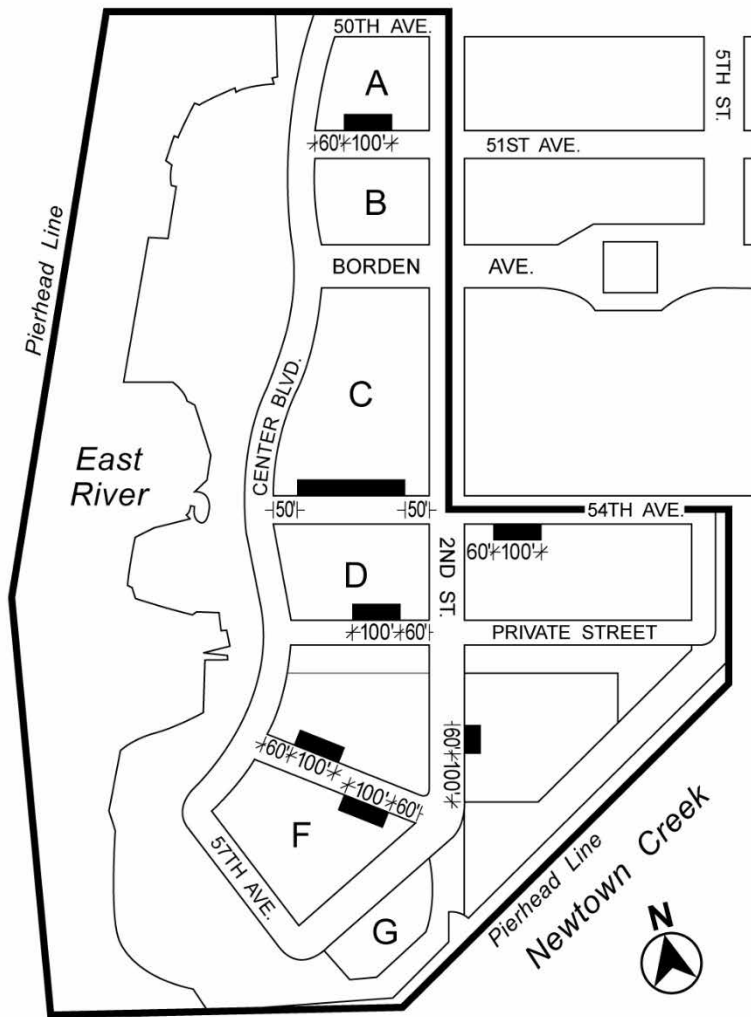 50TH AVE.
A
5TH ST.
60' 100'
51ST AVE.
B
Pierhead Line
BORDEN AVE.
CENTER BLVD.
C
East
River
50' 50'
54TH AVE.
2ND ST.
60' 100'
D
100' 60'
PRIVATE STREET
60' 100'
60' 100'
100' 60'
F
57TH AVE.
G
Pierhead Line
Newtown Creek
N